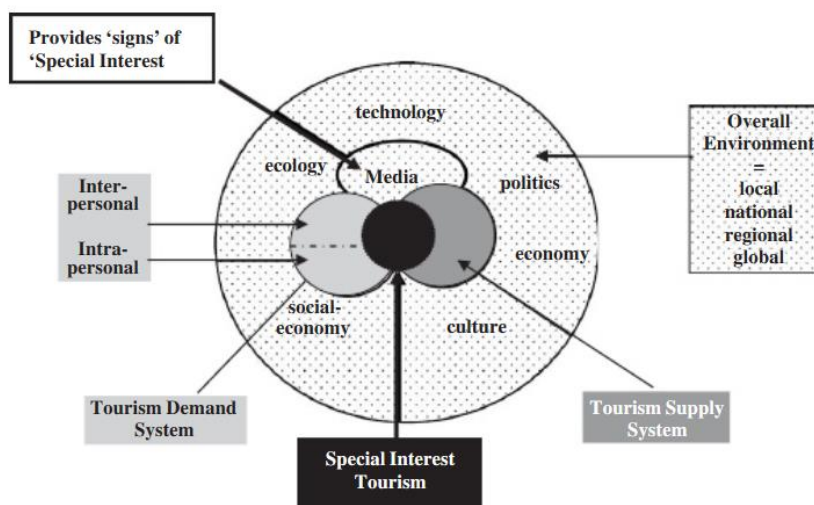 Provides ‘signs’ of
‘Special Interest
technology
ecology
Media
politics
economy
culture
social-
economy
Inter-
personal
Intra-
personal
Overall
Environment
=
local
national
regional
global
Tourism Demand
System
Tourism Supply
System
Special Interest
Tourism